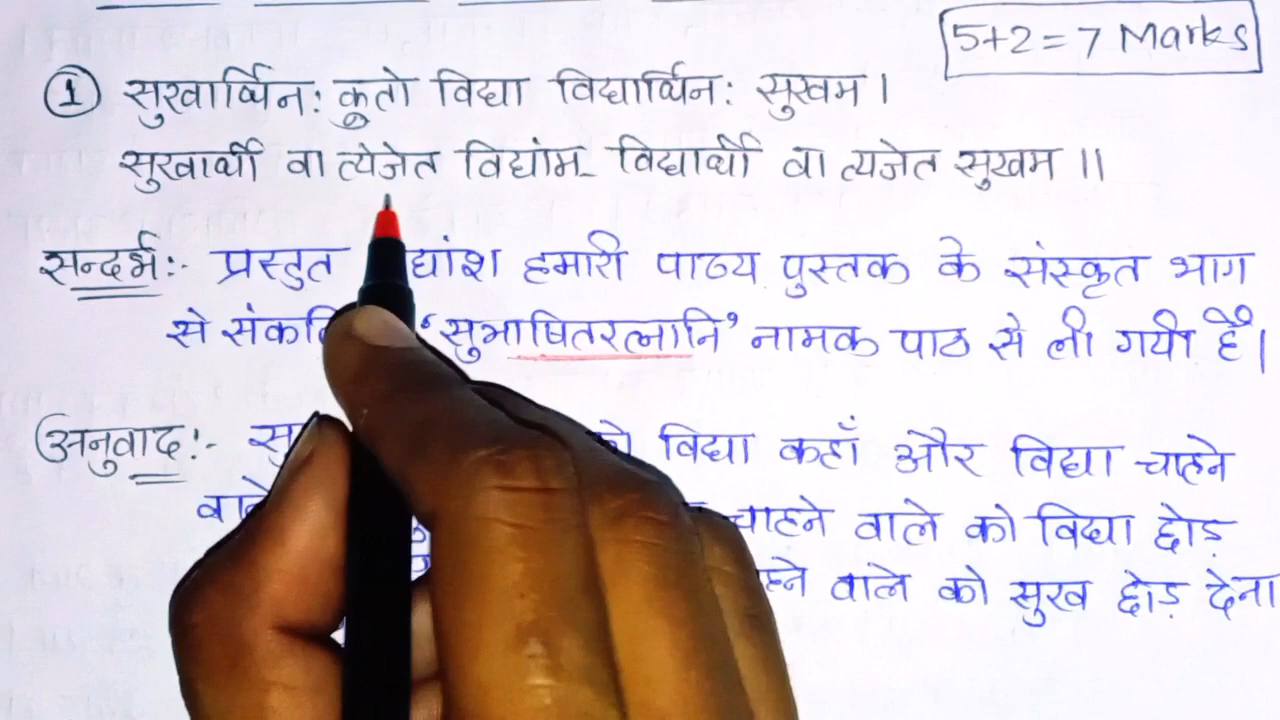 5+2=7 Marks
① सुखार्थिन: कुतो विद्या विद्यार्थिन: सुखम ।
सुखार्थी वा त्येजेत विद्यांम विद्यार्थी वा त्यजेत सुखम ॥
सन्दर्भ:- प्रस्तुत हमारी पाठ्य पुस्तक के संस्कृत भाग
से 'सुभाषितरत्नानि' नामक पाठ से ली गयी है।
अनुवाद:- विद्या कहाँ और विद्या चाहने
चाहने वाले को विद्या छोड़
वाले को सुख छोड़ देना